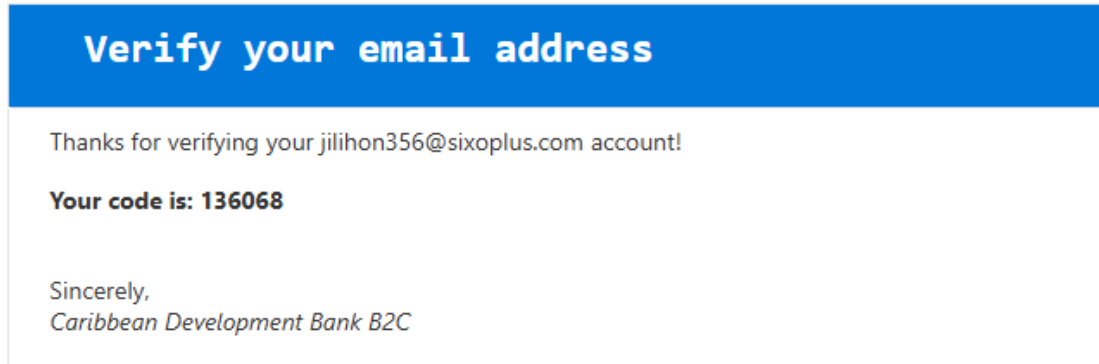 Verify your email address
Thanks for verifying your jilihon356@sixoplus.com account!
Your code is: 136068
Sincerely,
Caribbean Development Bank B2C